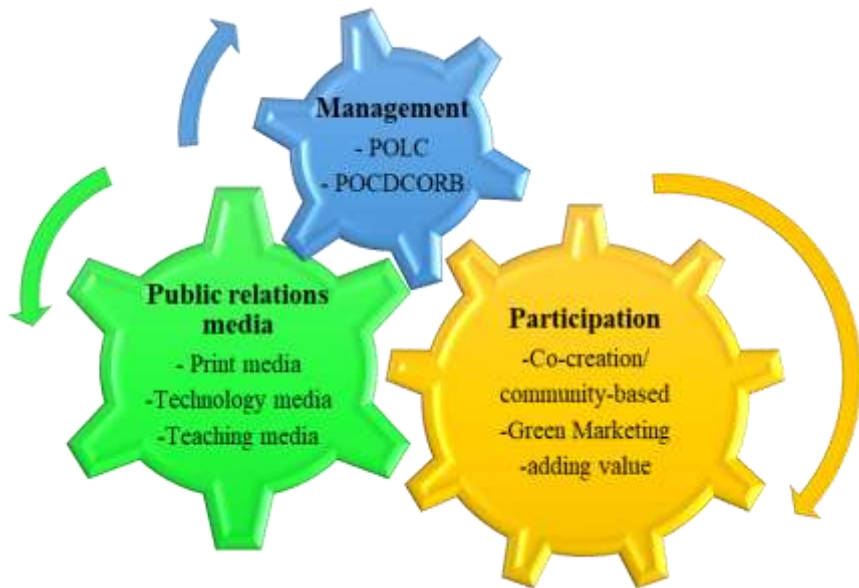 Management
- POLC
- POCDCORB
Public relations
media
- Print media
-Technology media
-Teaching media
Participation
-Co-creation/
community-based
-Green Marketing
-adding value